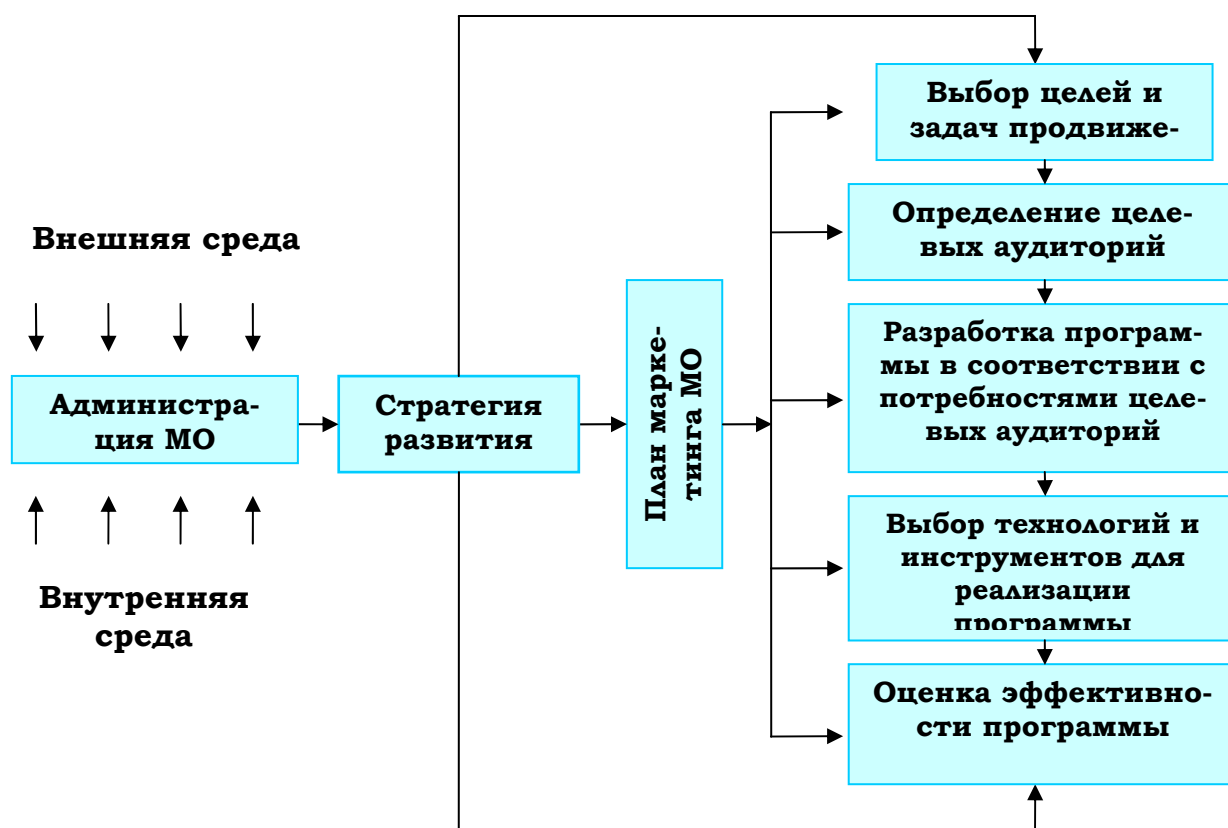 Внешняя среда
Администра-
ция МО
Внутренняя
среда
Стратегия
развития
План марке-
тинга МО
Выбор целей и
задач продвиже-
Определение целе-
вых аудиторий
Разработка програм-
мы в соответствии с
потребностями целе-
вых аудиторий
Выбор технологий и
инструментов для
реализации
программы
Оценка эффективно-
сти программы